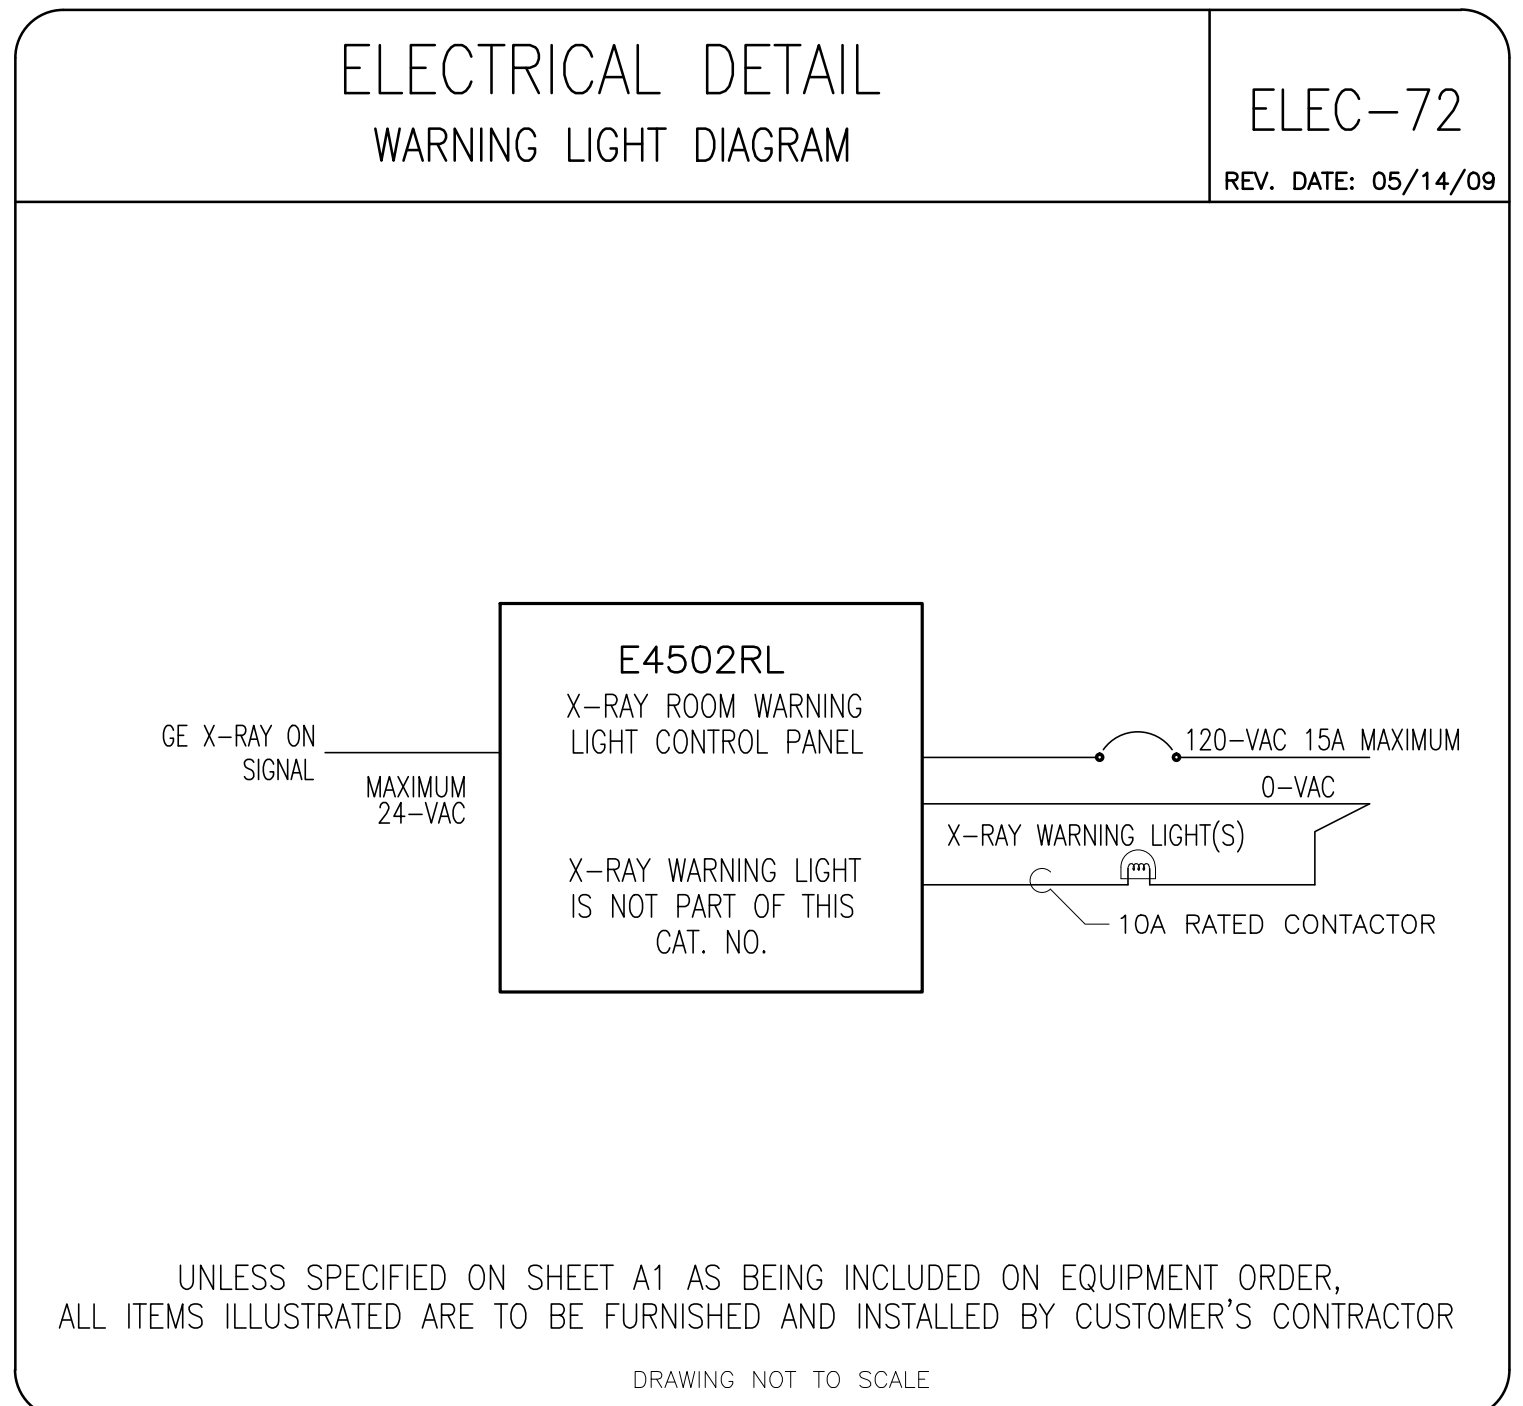 ELECTRICAL DETAIL
WARNING LIGHT DIAGRAM
ELEC-72
REV. DATE: 05/14/09
E4502RL
X-RAY ROOM WARNING
LIGHT CONTROL PANEL
GE X-RAY ON
SIGNAL
MAXIMUM
24-VAC
120-VAC 15A MAXIMUM
0-VAC
X-RAY WARNING LIGHT(S)
X-RAY WARNING LIGHT
IS NOT PART OF THIS
CAT. NO.
10A RATED CONTACTOR
UNLESS SPECIFIED ON SHEET A1 AS BEING INCLUDED ON EQUIPMENT ORDER,
ALL ITEMS ILLUSTRATED ARE TO BE FURNISHED AND INSTALLED BY CUSTOMER'S CONTRACTOR
DRAWING NOT TO SCALE